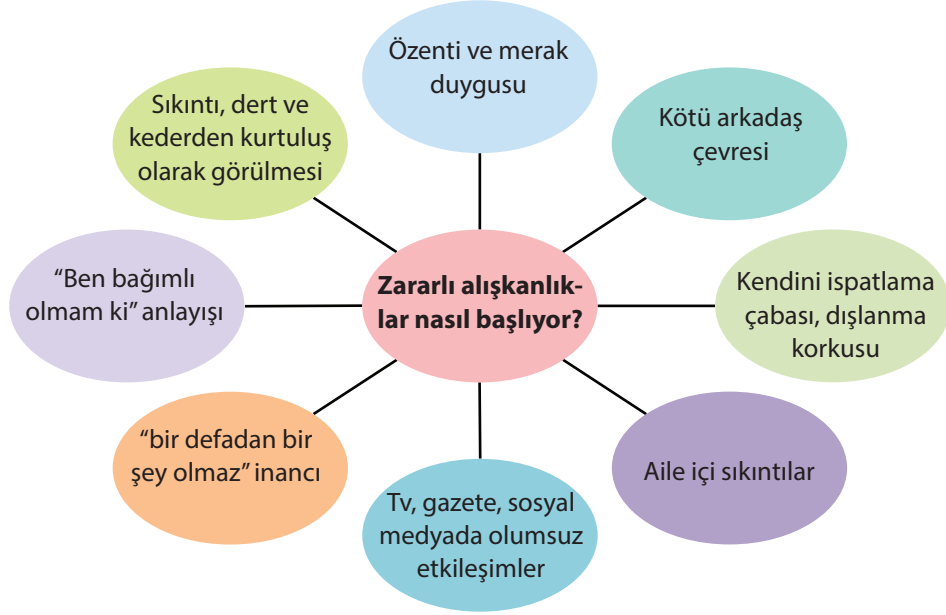 Zararlı alışkanlık-
lar nasıl başlıyor?
Özenti ve merak
duygusu
Kötü arkadaş
çevresi
Kendini ispatlama
çabası, dışlanma
korkusu
Aile içi sıkıntılar
Tv, gazete, sosyal
medyada olumsuz
etkileşimler
“bir defadan bir
şey olmaz” inancı
“Ben bağımlı
olmam ki” anlayışı
Sıkıntı, dert ve
kederden kurtuluş
olarak görülmesi